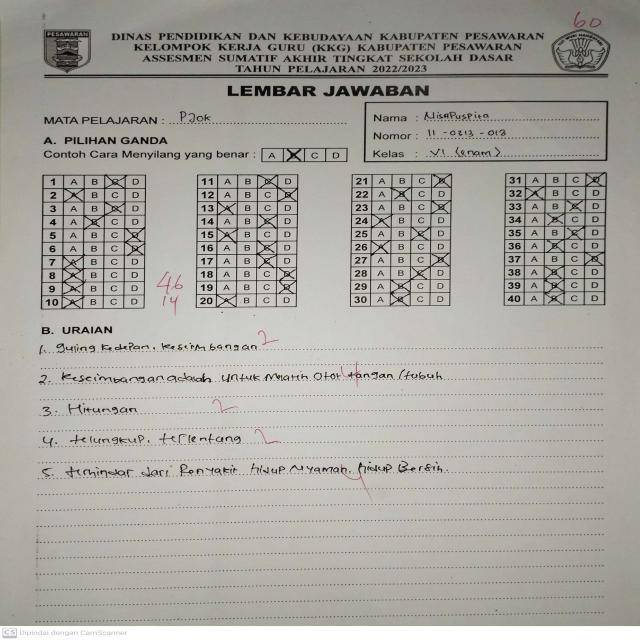 60
PESAWARAN
DINAS PENDIDIKAN DAN KEBUDAYAAN KABUPATEN PESAWARAN
KELOMPOK KERJA GURU (KKG) KABUPATEN PESAWARAN
ASSESMEN SUMATIF AKHIR TINGKAT SEKOLAH DASAR
TAHUN PELAJARAN 2022/2023
LEMBAR JAWABAN
MATA PELAJARAN : PJok
Nama : NisaPuspita
Nomor : 11 - 0213 - 013
Kelas : VI (enam)
A. PILIHAN GANDA
Contoh Cara Menyilang yang benar : A B C D
1 A B C D 11 A B C D 21 A B C D 31 A B C D
2 A B C D 12 A B C D 22 A B C D 32 A B C D
3 A B C D 13 A B C D 23 A B C D 33 A B C D
4 A B C D 14 A B C D 24 A B C D 34 A B C D
5 A B C D 15 A B C D 25 A B C D 35 A B C D
6 A B C D 16 A B C D 26 A B C D 36 A B C D
7 A B C D 17 A B C D 27 A B C D 37 A B C D
8 A B C D 18 A B C D 28 A B C D 38 A B C D
9 A B C D 19 A B C D 29 A B C D 39 A B C D
10 A B C D 20 A B C D 30 A B C D 40 A B C D
46
14
B. URAIAN
1. guling kedepan, keseimbangan 2
2. keseimbangan adalah untuk melatih otot tangan / tubuh 4
3. Hitungan 2
4. telungkup, terlentang 2
5. terhindar dari Penyakit hidup Nyaman, hidup Bersih. 4
CS Dipindai dengan CamScanner